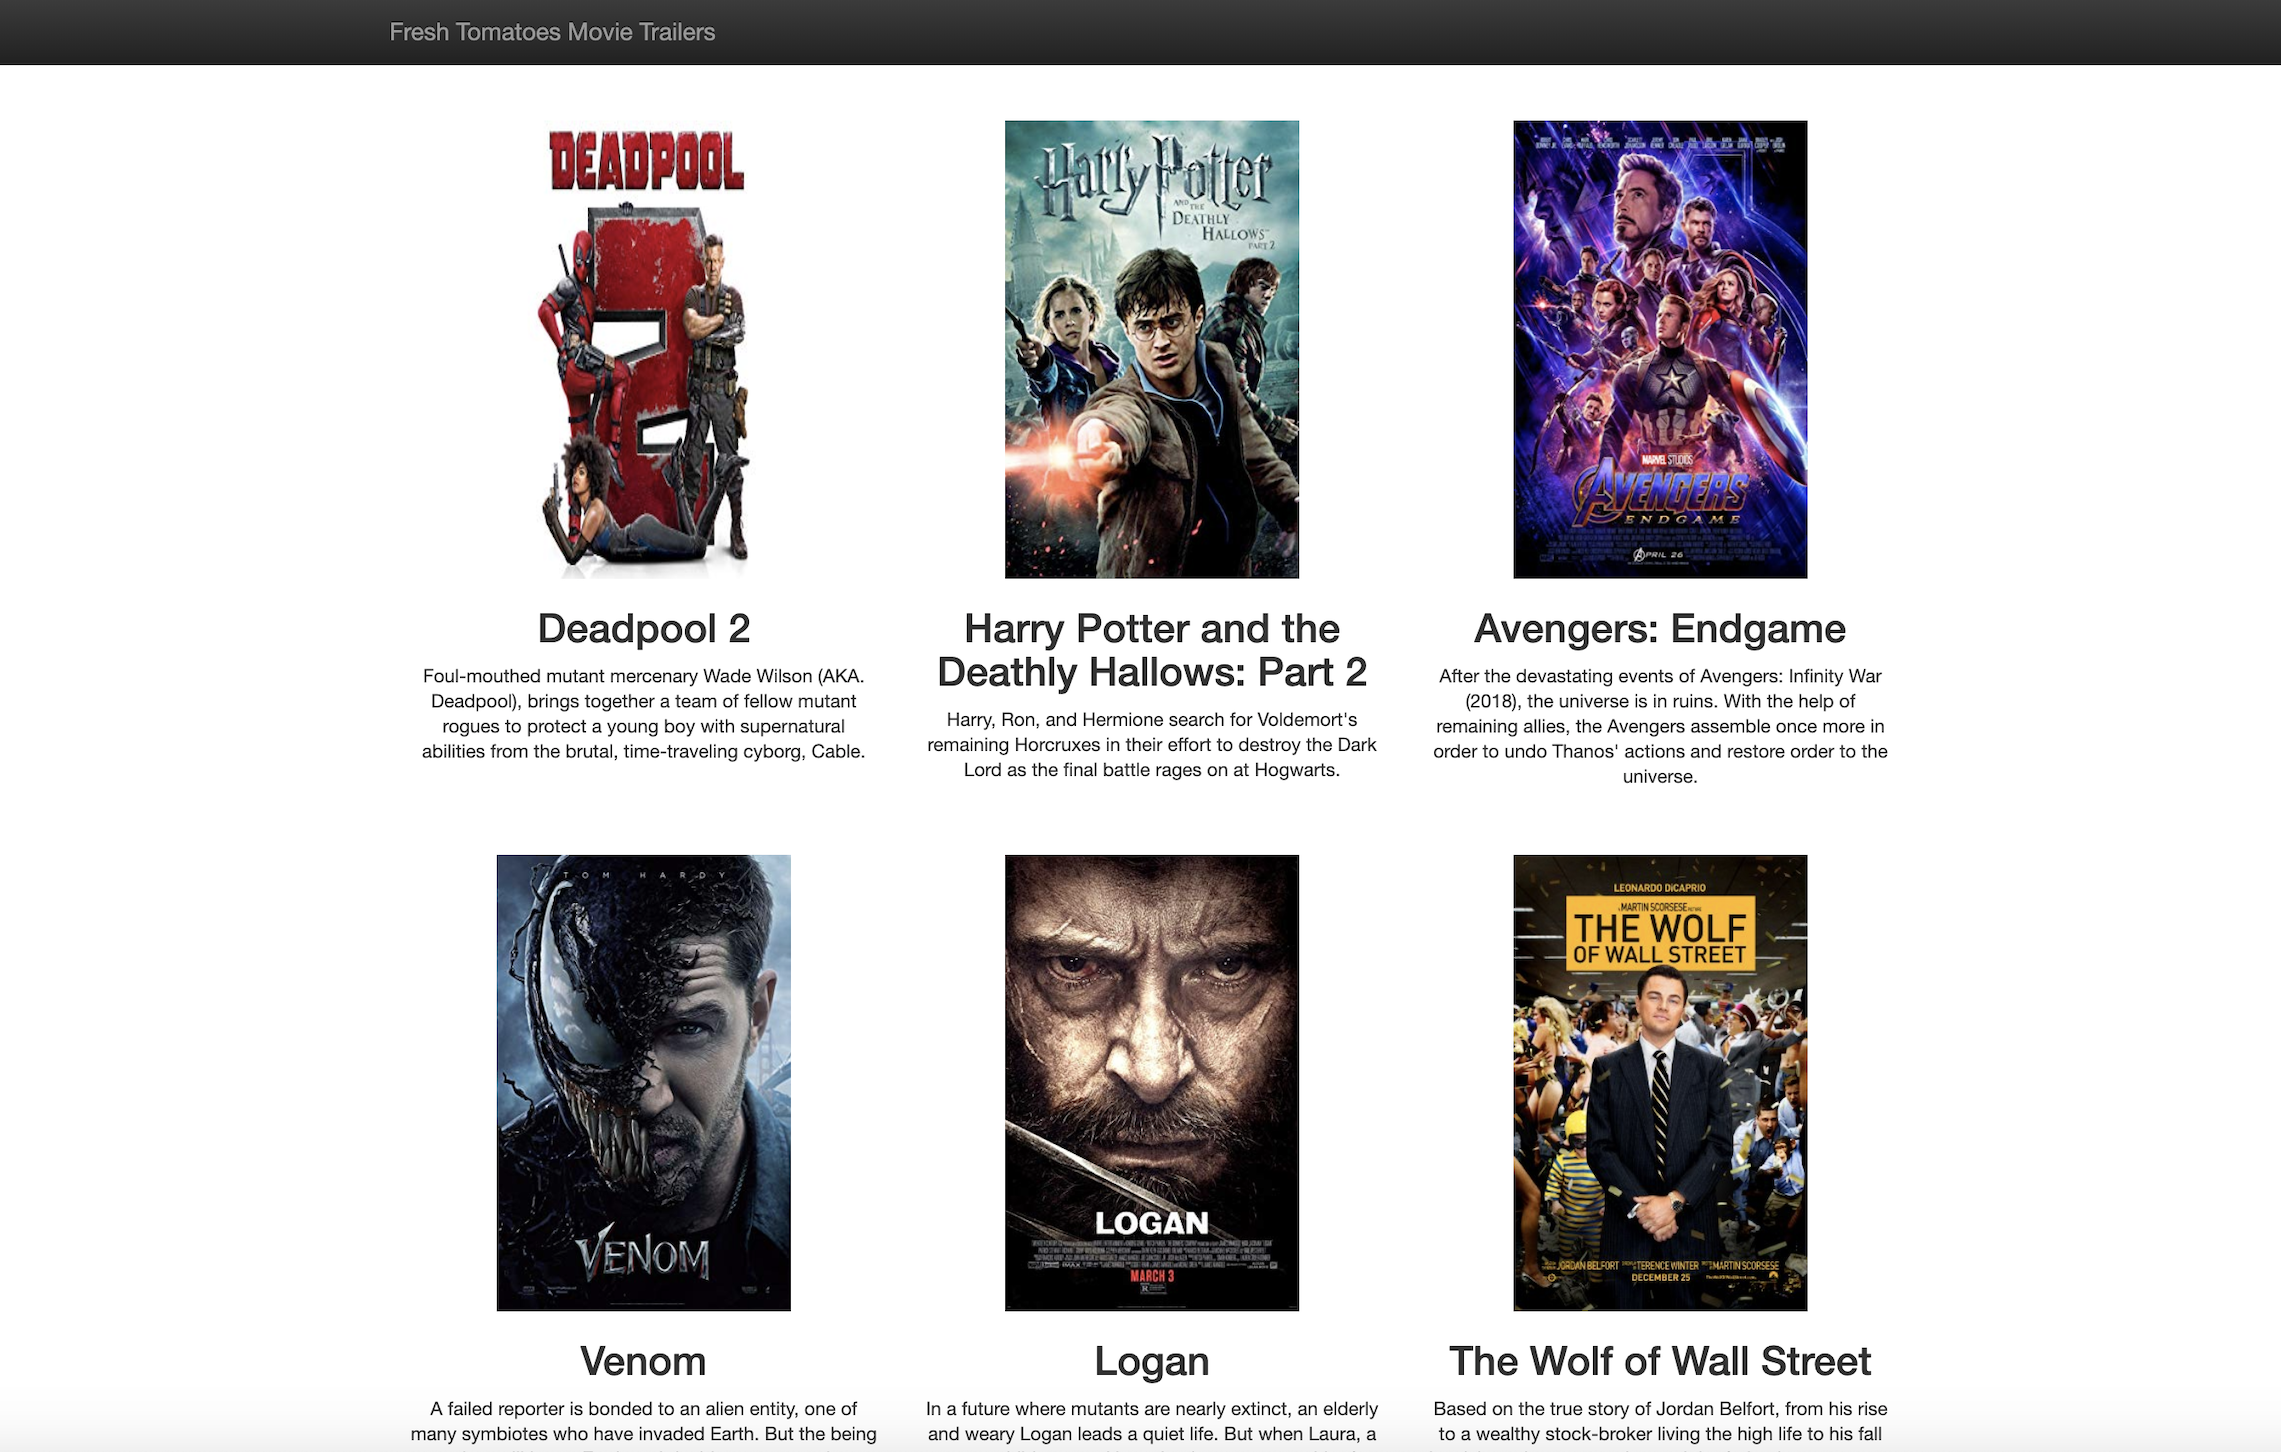 Fresh Tomatoes Movie Trailers
DEADPOOL
2
Harry Potter
AND THE
DEATHLY
HALLOWS
PART 2
MARVEL STUDIOS
AVENGERS
ENDGAME
APRIL 26
Deadpool 2
Foul-mouthed mutant mercenary Wade Wilson (AKA.
Deadpool), brings together a team of fellow mutant
rogues to protect a young boy with supernatural
abilities from the brutal, time-traveling cyborg, Cable.
Harry Potter and the
Deathly Hallows: Part 2
Harry, Ron, and Hermione search for Voldemort's
remaining Horcruxes in their effort to destroy the Dark
Lord as the final battle rages on at Hogwarts.
Avengers: Endgame
After the devastating events of Avengers: Infinity War
(2018), the universe is in ruins. With the help of
remaining allies, the Avengers assemble once more in
order to undo Thanos' actions and restore order to the
universe.
TOM HARDY
VENOM
LOGAN
MARCH 3
R
LEONARDO DiCAPRIO
MARTIN SCORSESE
THE WOLF
OF WALL STREET
JORDAN BELFORT TERENCE WINTER MARTIN SCORSESE
DECEMBER 25
Venom
A failed reporter is bonded to an alien entity, one of
many symbiotes who have invaded Earth. But the being
Logan
In a future where mutants are nearly extinct, an elderly
and weary Logan leads a quiet life. But when Laura, a
The Wolf of Wall Street
Based on the true story of Jordan Belfort, from his rise
to a wealthy stock-broker living the high life to his fall